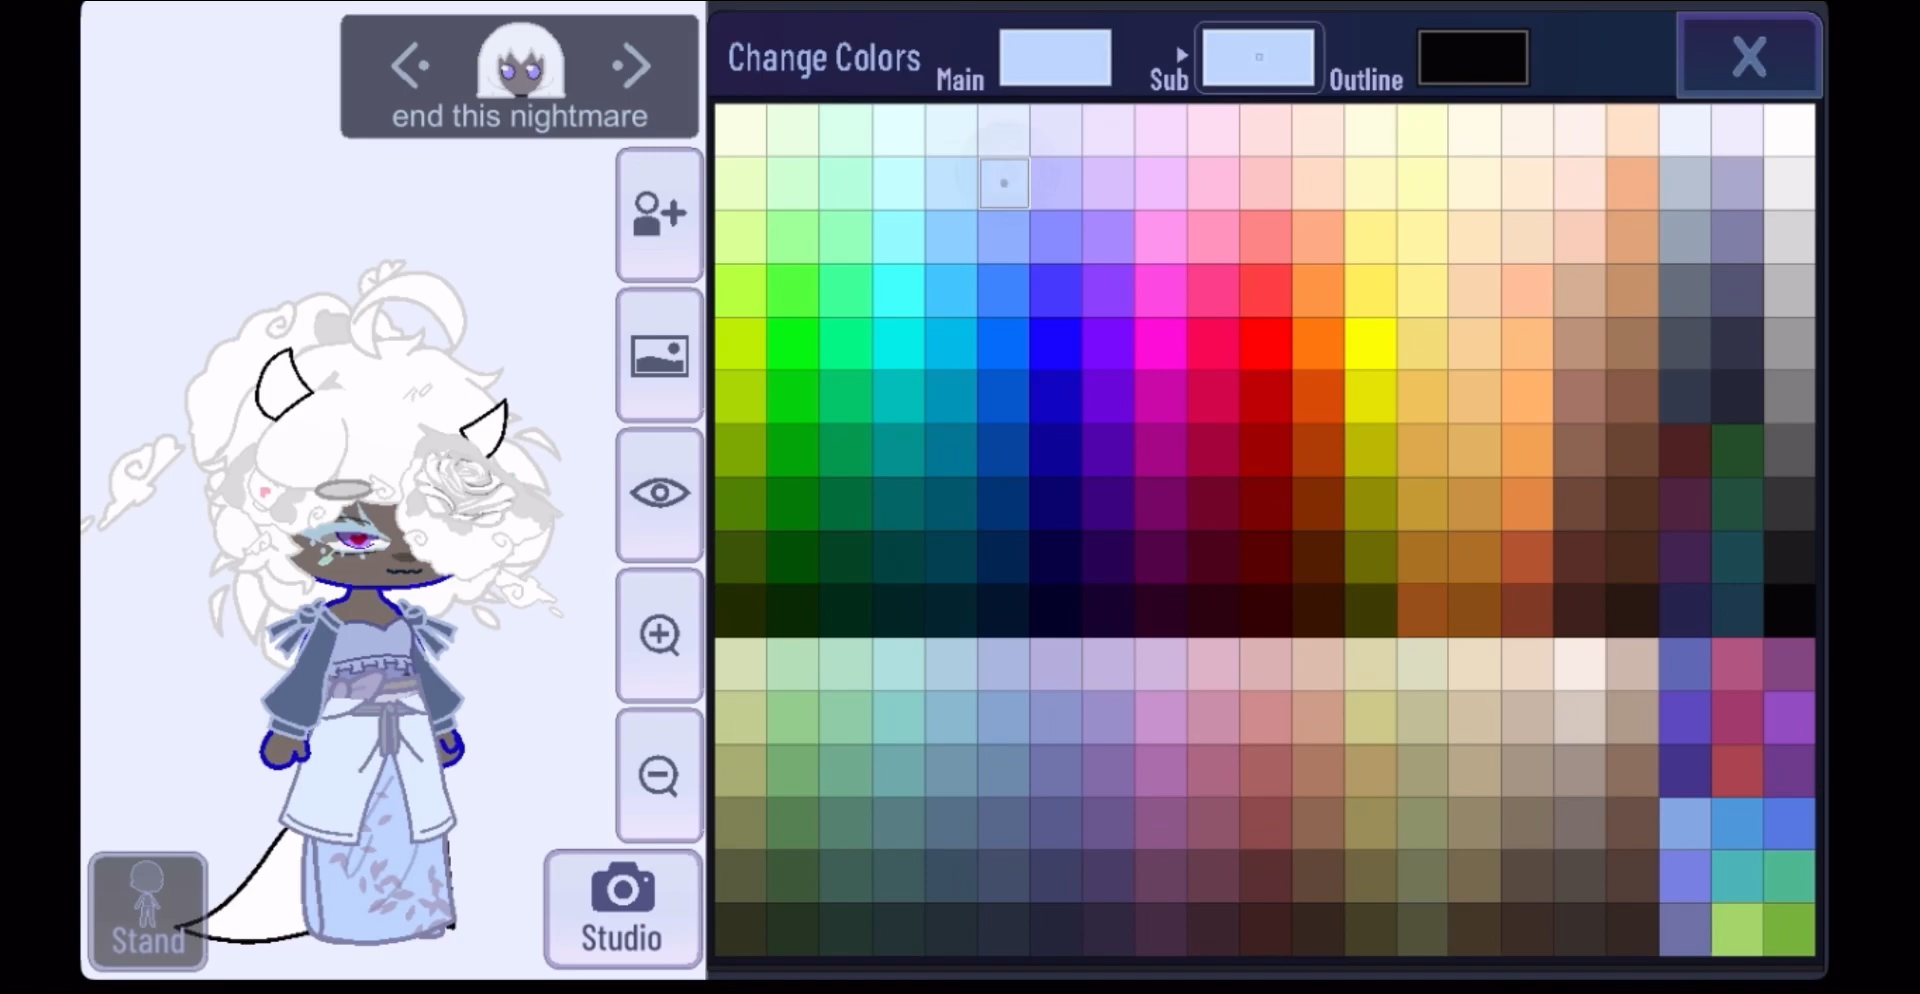 end this nightmare
Change Colors
Main
Sub
Outline
X
Stand
Studio